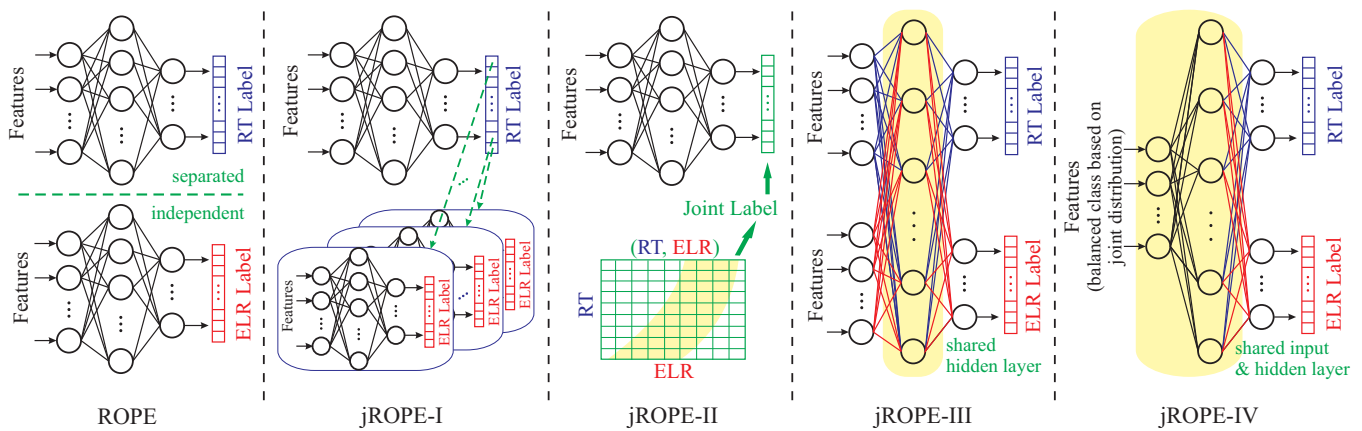 Features
RT Label
separated
independent
Features
ELR Label
ROPE
Features
RT Label
Features
ELR Label
ELR Label
ELR Label
jROPE-I
Features
Joint Label
(RT, ELR)
RT
ELR
jROPE-II
Features
RT Label
Features
ELR Label
shared
hidden layer
jROPE-III
Features
(balanced class based on
joint distribution)
RT Label
ELR Label
shared input
& hidden layer
jROPE-IV